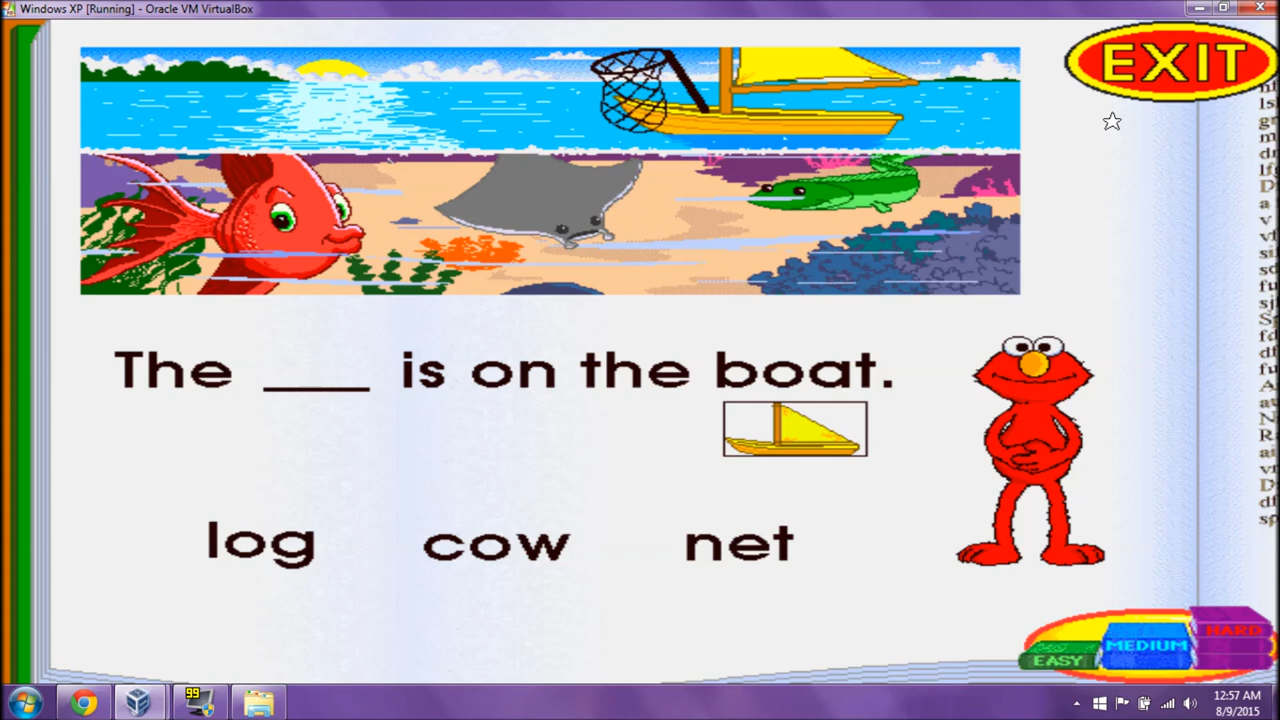 Windows XP [Running] - Oracle VM VirtualBox
EXIT
The ___ is on the boat.
log cow net
EASY MEDIUM HARD
99
12:57 AM
8/9/2015